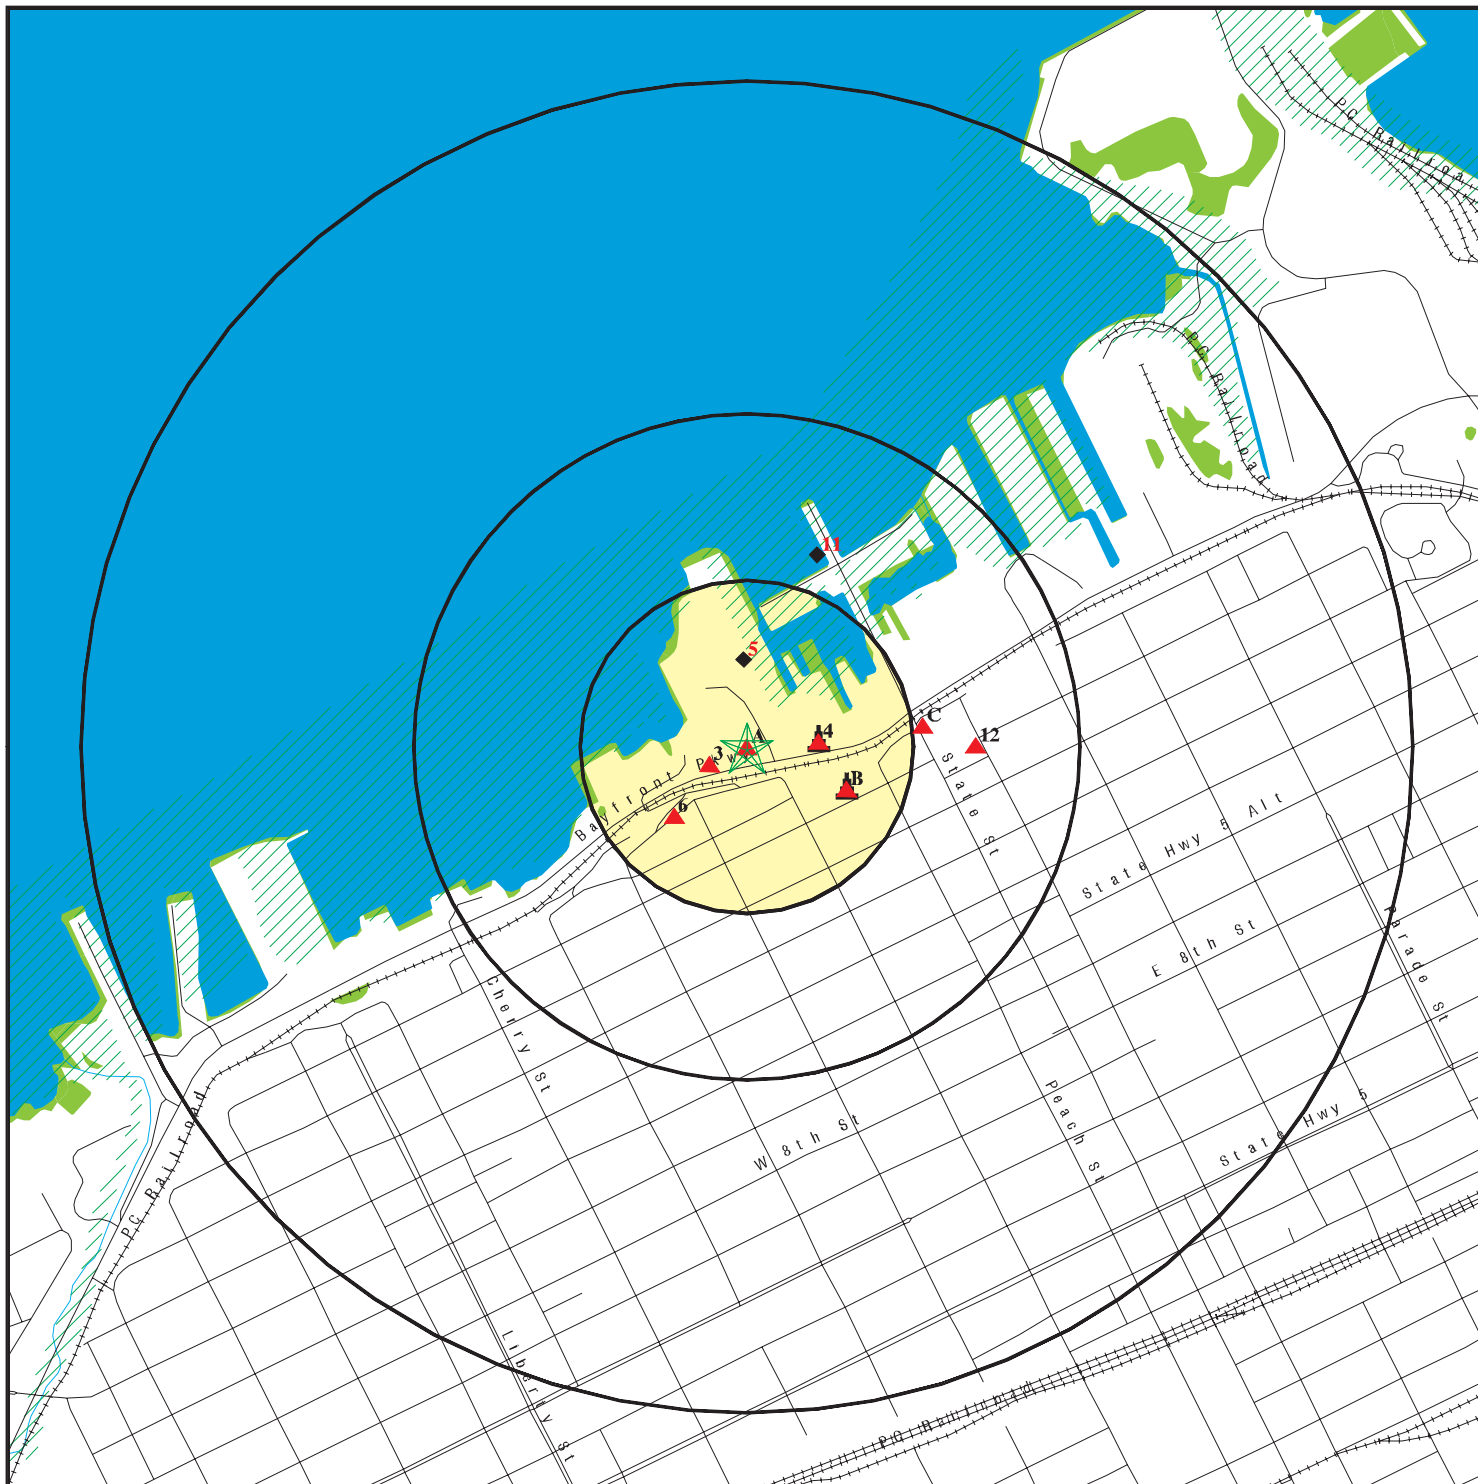 PC Railroa
PC Railroad
11
5
C
12
A
14
3
Bayfront Pkwy
B
6
State St
State Hwy 5 Alt
Parade St
E 8th St
Cherry St
Peach St
W 8th St
State Hwy 5
PC Railroad
Liberty St
PC Railroad